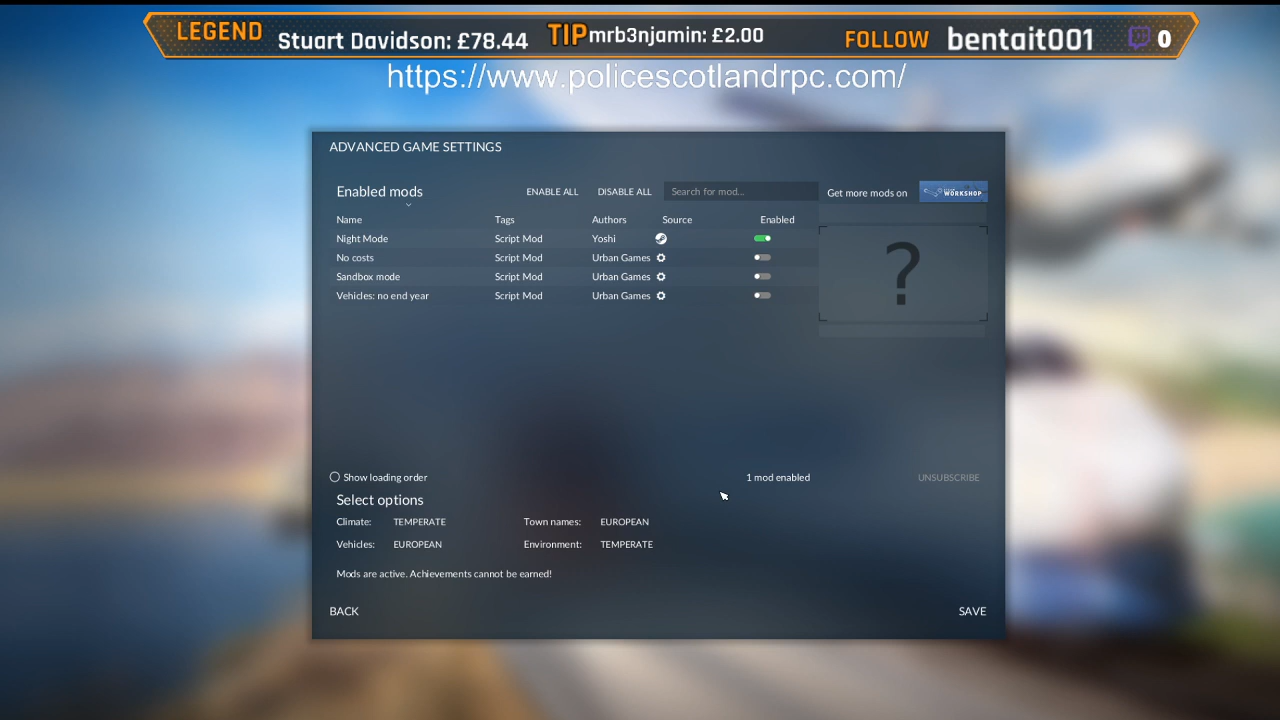 LEGEND Stuart Davidson: £78.44 TIP mrb3njamin: £2.00 FOLLOW bentait001 0
https://www.policescotlandrpc.com/
ADVANCED GAME SETTINGS
Enabled mods ENABLE ALL DISABLE ALL Search for mod... Get more mods on WORKSHOP
Name Tags Authors Source Enabled
Night Mode Script Mod Yoshi
No costs Script Mod Urban Games
Sandbox mode Script Mod Urban Games
Vehicles: no end year Script Mod Urban Games
?
Show loading order 1 mod enabled UNSUBSCRIBE
Select options
Climate: TEMPERATE Town names: EUROPEAN
Vehicles: EUROPEAN Environment: TEMPERATE
Mods are active. Achievements cannot be earned!
BACK SAVE